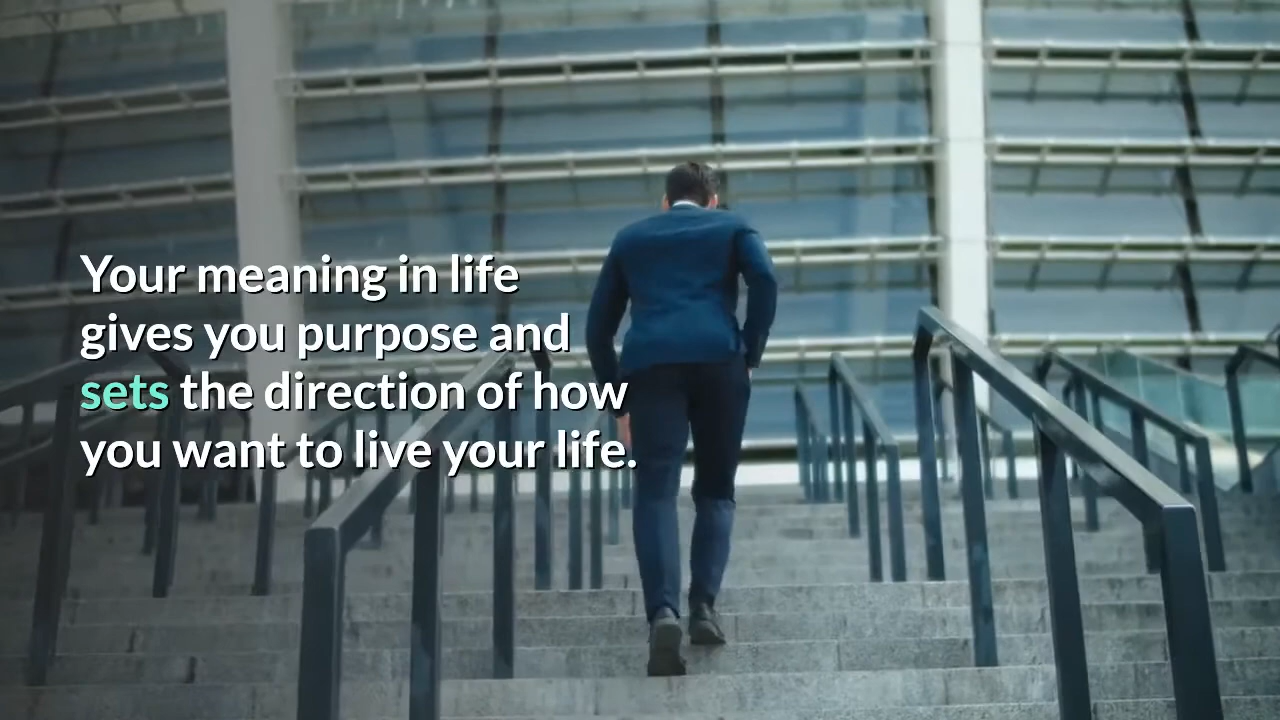 Your meaning in life
gives you purpose and
sets the direction of how
you want to live your life.